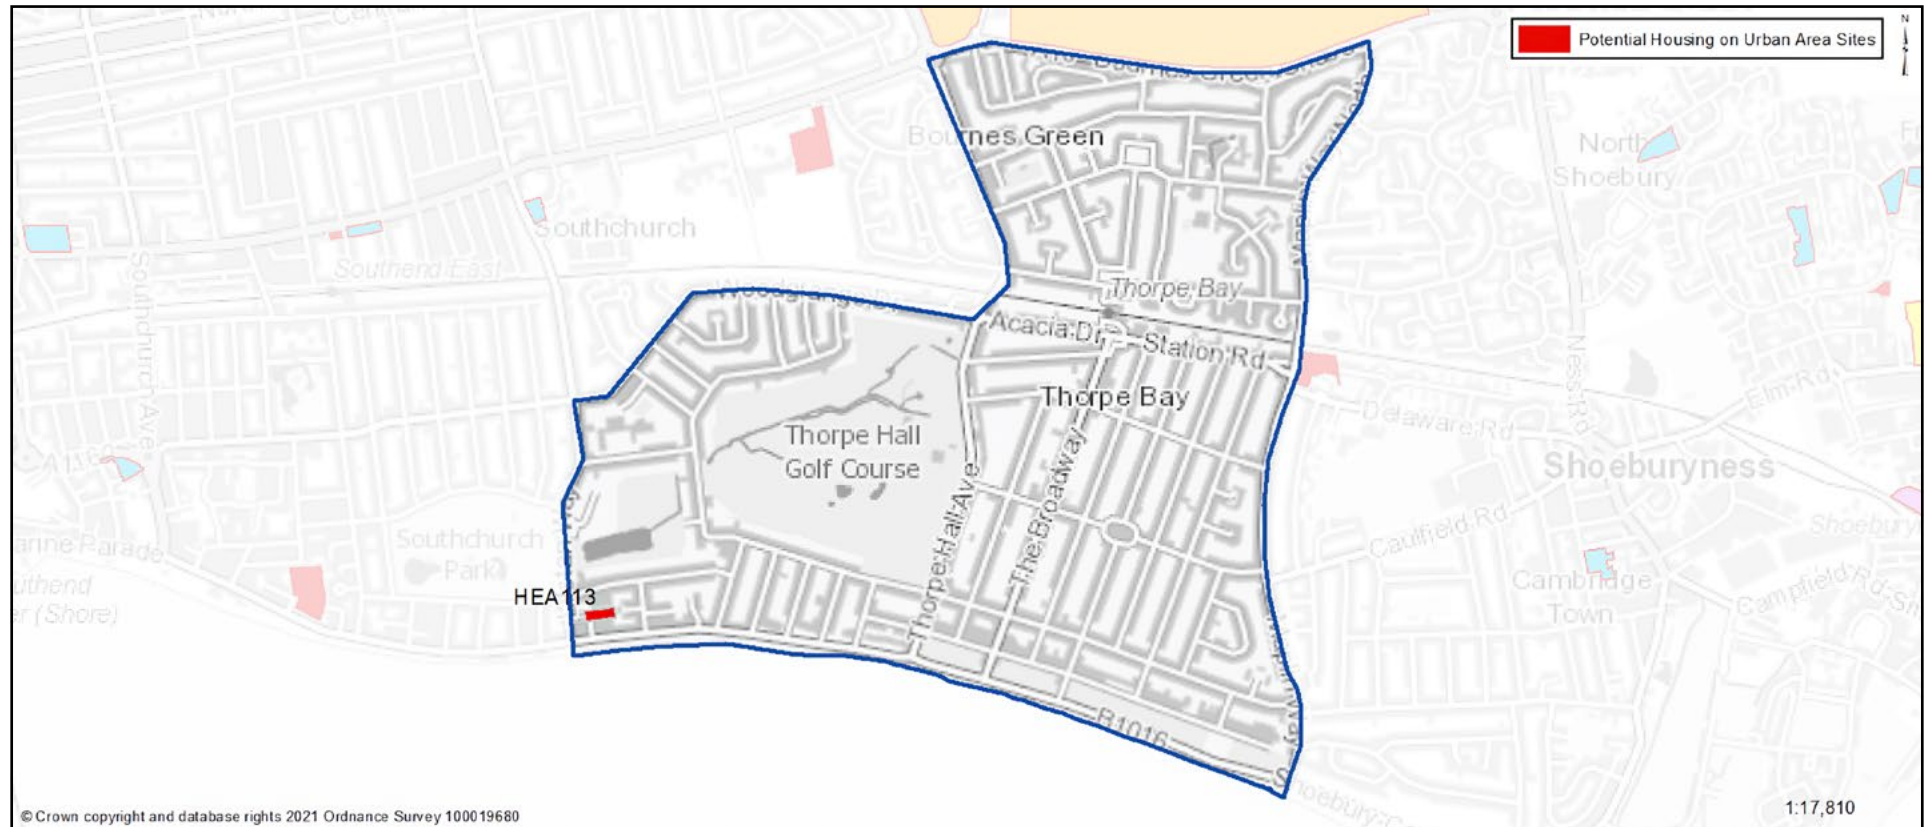 N
Potential Housing on Urban Area Sites
Bournes Green
North
Shoebury
Southchurch
Southend East
Thorpe Bay
Southchurch Ave
Acacia Dr
Station Rd
Ness Rd
Elm Rd
Thorpe Bay
Delaware Rd
Thorpe Hall
Golf Course
Shoeburyness
Thorpe Hall Ave
The Broadway
Caulfield Rd
Shoebury
Southchurch
Park
Cambridge
Town
Campfield Rd
HEA113
B1016
1:17,810
© Crown copyright and database rights 2021 Ordnance Survey 100019680